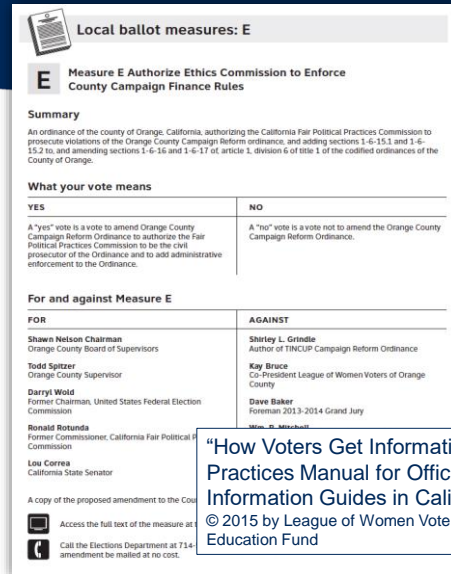 Local ballot measures: E
E
Measure E Authorize Ethics Commission to Enforce
County Campaign Finance Rules
Summary
An ordinance of the county of Orange, California, authorizing the California Fair Political Practices Commission to
prosecute violations of the Orange County Campaign Reform ordinance, and adding sections 1-6-15.1 and 1-6-
15.2 to, and amending sections 1-6-16 and 1-6-17 of, article 1, division 6 of title 1 of the codified ordinances of the
County of Orange.
What your vote means
YES
A "yes" vote is a vote to amend Orange County
Campaign Reform Ordinance to authorize the Fair
Political Practices Commission to be the civil
prosecutor of the Ordinance and to add administrative
enforcement to the Ordinance.
NO
A "no" vote is a vote not to amend the Orange County
Campaign Reform Ordinance.
For and against Measure E
FOR
Shawn Nelson Chairman
Orange County Board of Supervisors
Todd Spitzer
Orange County Supervisor
Darryl Wold
Former Chairman, United States Federal Election
Commission
Ronald Rotunda
Former Commissioner, California Fair Political
Commission
Lou Correa
California State Senator
AGAINST
Shirley L. Grindle
Author of TINCUP Campaign Reform Ordinance
Kay Bruce
Co-President League of Women Voters of Orange
County
Dave Baker
Foreman 2013-2014 Grand Jury
A copy of the proposed amendment to the
Access the full text of the measure at
Call the Elections Department at 714-
amendment be mailed at no cost.
"How Voters Get Informati
Practices Manual for Offic
Information Guides in Cali
© 2015 by League of Women Vote
Education Fund